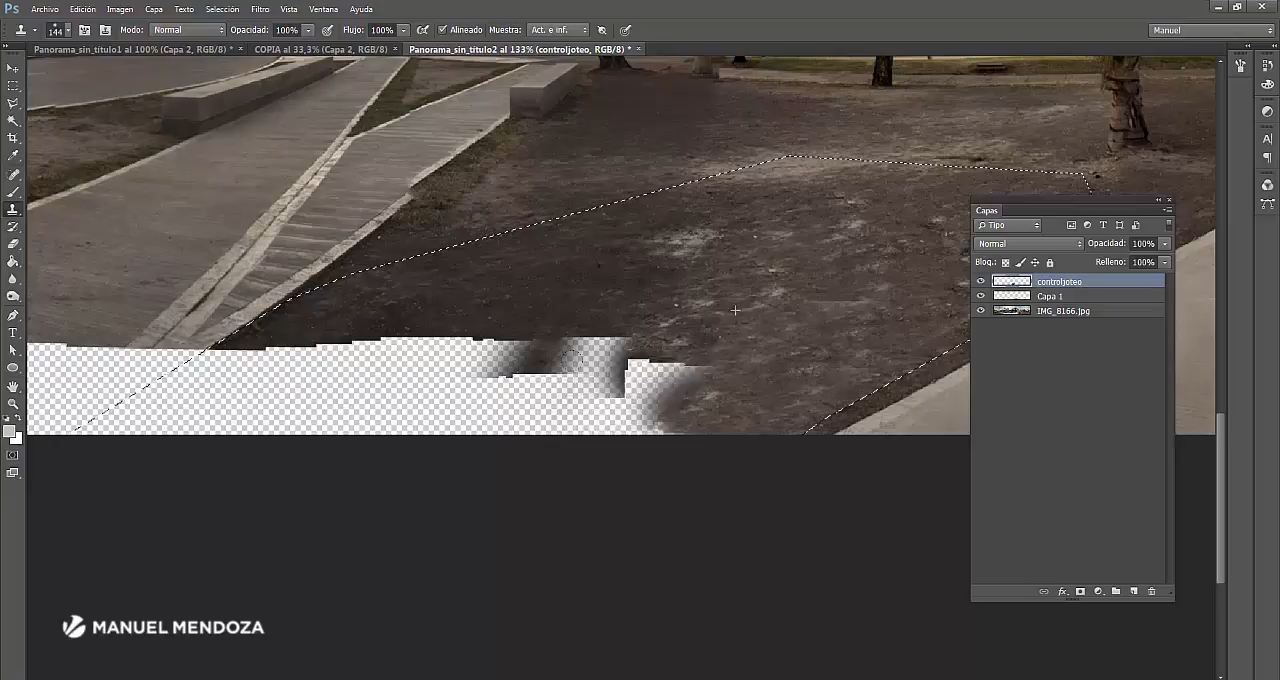 Ps Archivo Edición Imagen Capa Texto Selección Filtro Vista Ventana Ayuda
144 Modo: Normal Opacidad: 100% Flujo: 100% Alineado Muestra: Act. e inf. Manuel
Panorama_sin_título1 al 100% (Capa 2, RGB/8) * × COPIA al 33,3% (Capa 2, RGB/8) × Panorama_sin_título2 al 133% (controljoteo, RGB/8) * ×
Capas
Tipo
Normal Opacidad: 100%
Bloq.: Relleno: 100%
controljoteo
Capa 1
IMG_8166.jpg
MANUEL MENDOZA